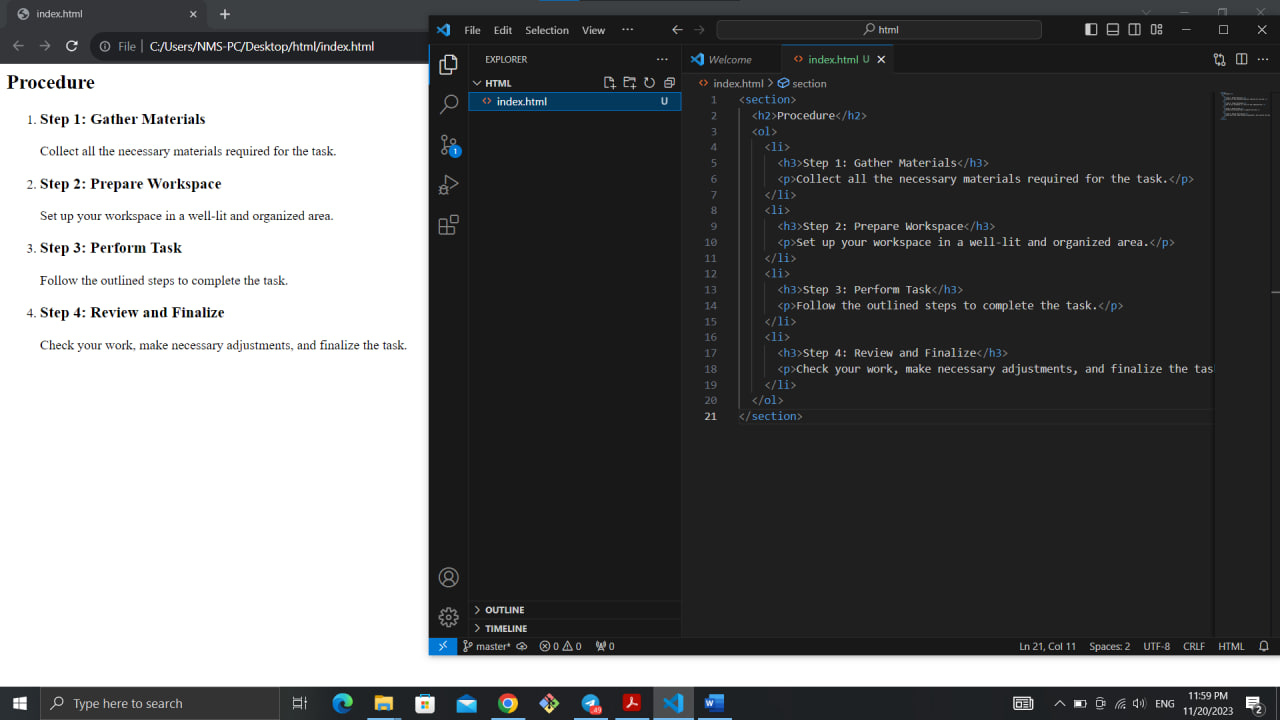 index.html
File C:/Users/NMS-PC/Desktop/html/index.html
Procedure
1. Step 1: Gather Materials
Collect all the necessary materials required for the task.
2. Step 2: Prepare Workspace
Set up your workspace in a well-lit and organized area.
3. Step 3: Perform Task
Follow the outlined steps to complete the task.
4. Step 4: Review and Finalize
Check your work, make necessary adjustments, and finalize the task.
File Edit Selection View ··· html
EXPLORER ···
HTML
index.html U
1
Welcome index.html U
index.html > section
1 <section>
2 <h2>Procedure</h2>
3 <ol>
4 <li>
5 <h3>Step 1: Gather Materials</h3>
6 <p>Collect all the necessary materials required for the task.</p>
7 </li>
8 <li>
9 <h3>Step 2: Prepare Workspace</h3>
10 <p>Set up your workspace in a well-lit and organized area.</p>
11 </li>
12 <li>
13 <h3>Step 3: Perform Task</h3>
14 <p>Follow the outlined steps to complete the task.</p>
15 </li>
16 <li>
17 <h3>Step 4: Review and Finalize</h3>
18 <p>Check your work, make necessary adjustments, and finalize the tas
19 </li>
20 </ol>
21 </section>
OUTLINE
TIMELINE
master* 0 0 0 Ln 21, Col 11 Spaces: 2 UTF-8 CRLF HTML
Type here to search 49 ENG 11:59 PM
11/20/2023 2